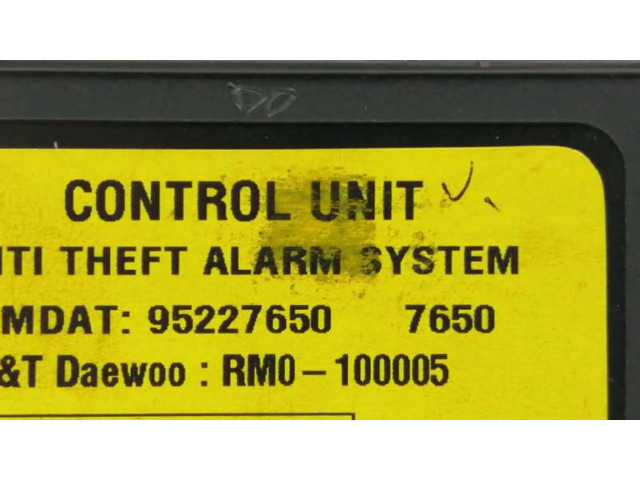 CONTROL UNIT
ITI THEFT ALARM SYSTEM
MDAT: 95227650 7650
&T Daewoo : RM0-100005